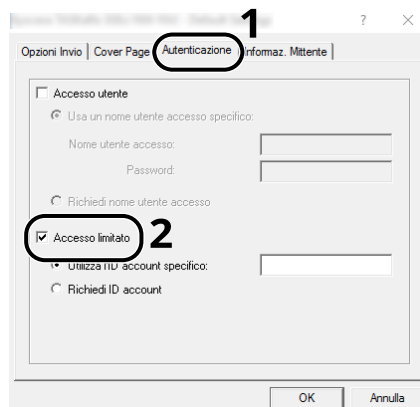 1
?
Opzioni Invio Cover Page Autenticazione Informaz. Mittente
Accesso utente
Usa un nome utente accesso specifico:
Nome utente accesso:
Password:
Richiedi nome utente accesso
Accesso limitato 2
Utilizza l'ID account specifico:
Richiedi ID account
OK Annulla